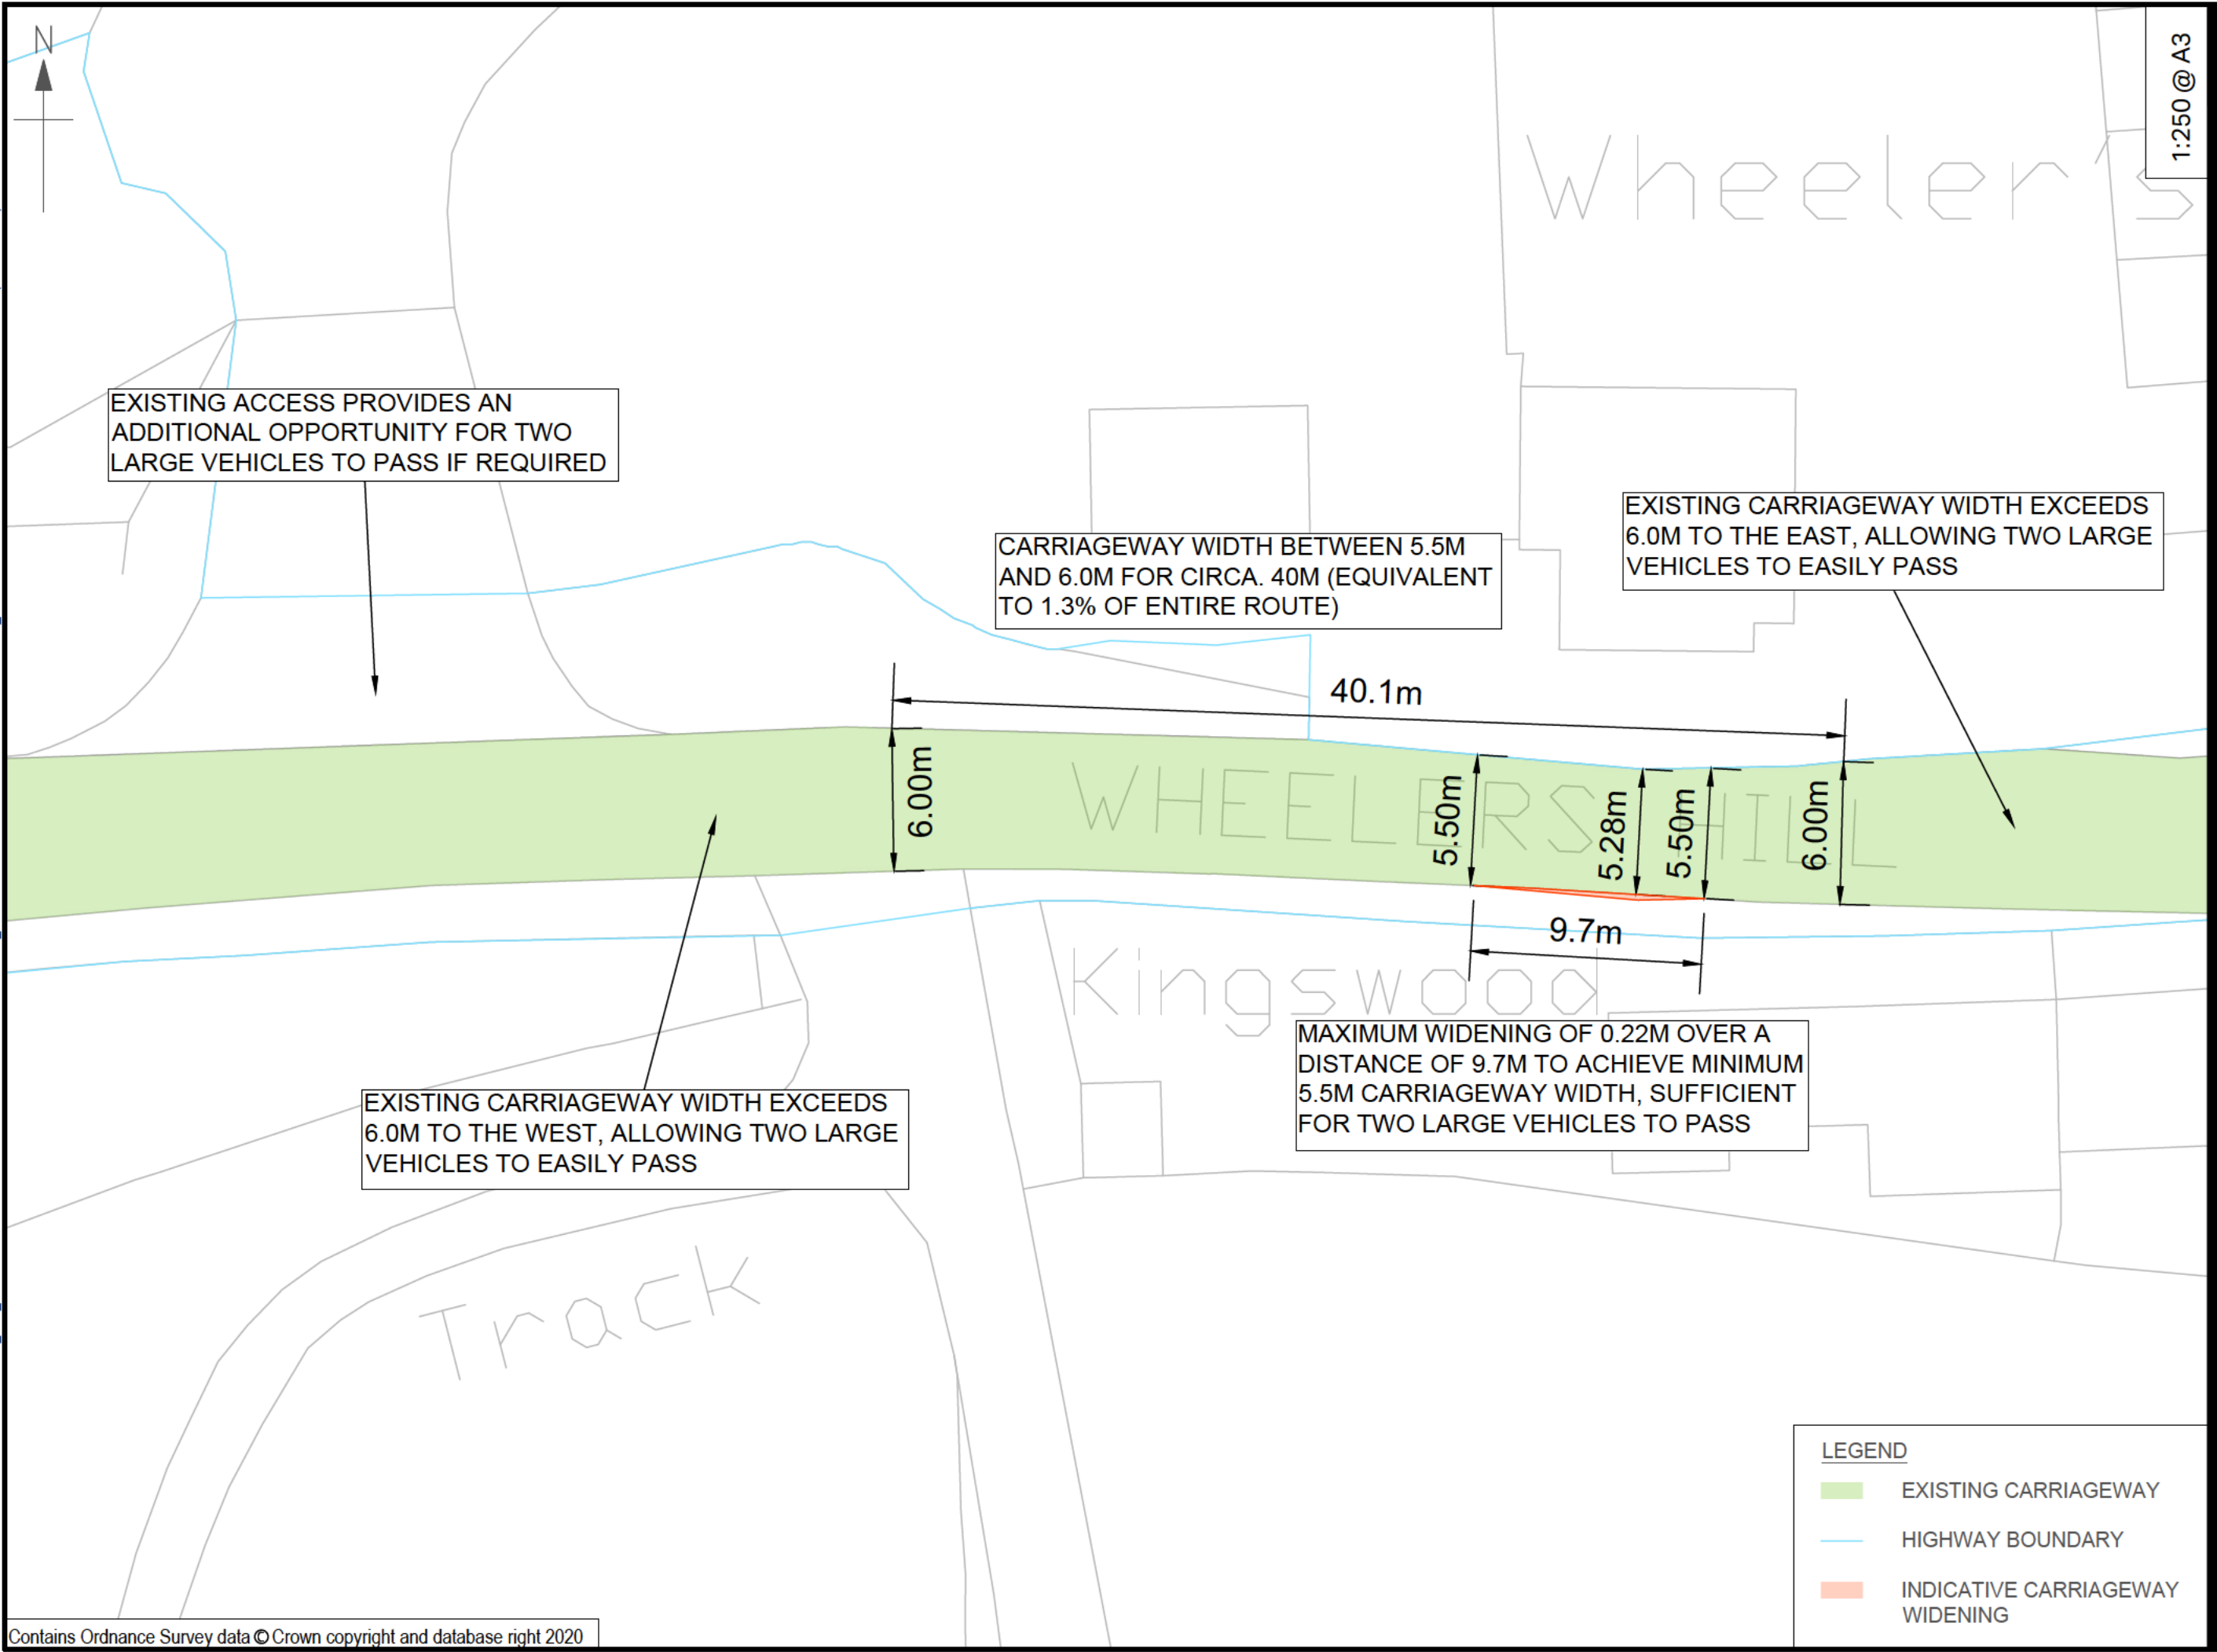 N
1:250 @ A3
Wheeler's
EXISTING ACCESS PROVIDES AN
ADDITIONAL OPPORTUNITY FOR TWO
LARGE VEHICLES TO PASS IF REQUIRED
CARRIAGEWAY WIDTH BETWEEN 5.5M
AND 6.0M FOR CIRCA. 40M (EQUIVALENT
TO 1.3% OF ENTIRE ROUTE)
EXISTING CARRIAGEWAY WIDTH EXCEEDS
6.0M TO THE EAST, ALLOWING TWO LARGE
VEHICLES TO EASILY PASS
40.1m
6.00m
WHEELERS HILL
5.50m
5.28m
5.50m
6.00m
9.7m
Kingswood
MAXIMUM WIDENING OF 0.22M OVER A
DISTANCE OF 9.7M TO ACHIEVE MINIMUM
5.5M CARRIAGEWAY WIDTH, SUFFICIENT
FOR TWO LARGE VEHICLES TO PASS
EXISTING CARRIAGEWAY WIDTH EXCEEDS
6.0M TO THE WEST, ALLOWING TWO LARGE
VEHICLES TO EASILY PASS
Track
LEGEND
EXISTING CARRIAGEWAY
HIGHWAY BOUNDARY
INDICATIVE CARRIAGEWAY
WIDENING
Contains Ordnance Survey data © Crown copyright and database right 2020